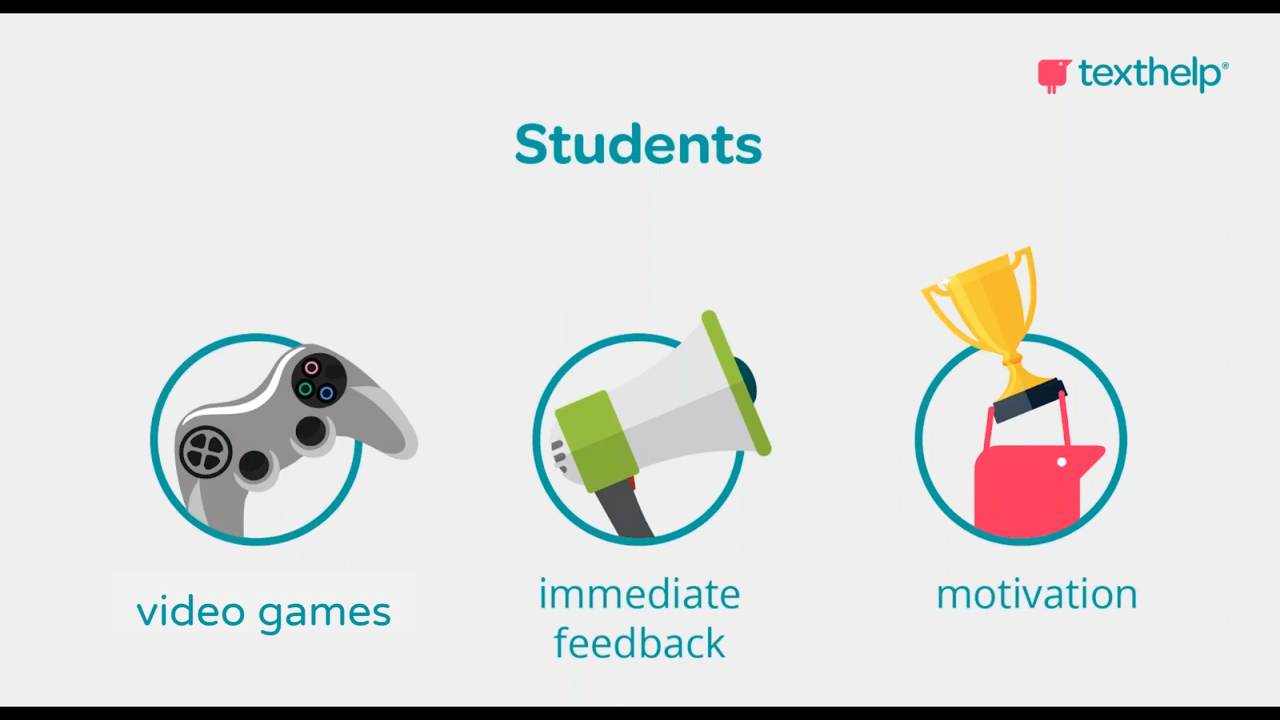 texthelp®
Students
video games
immediate
feedback
motivation